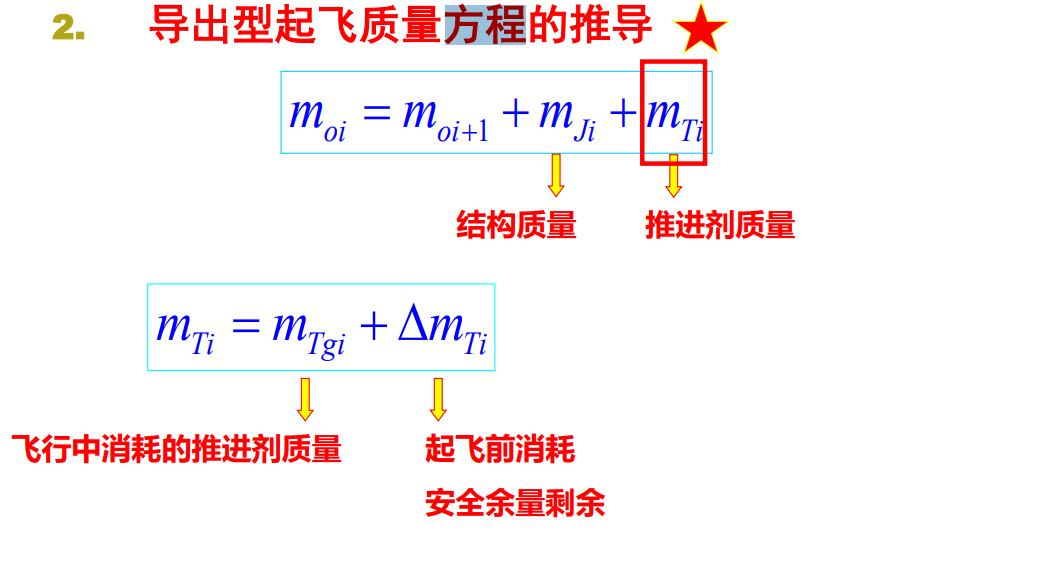 2. 导出型起飞质量方程的推导
m_{oi} = m_{oi+1} + m_{Ji} + m_{Ti}
结构质量 推进剂质量
m_{Ti} = m_{Tgi} + Δm_{Ti}
飞行中消耗的推进剂质量 起飞前消耗
安全余量剩余